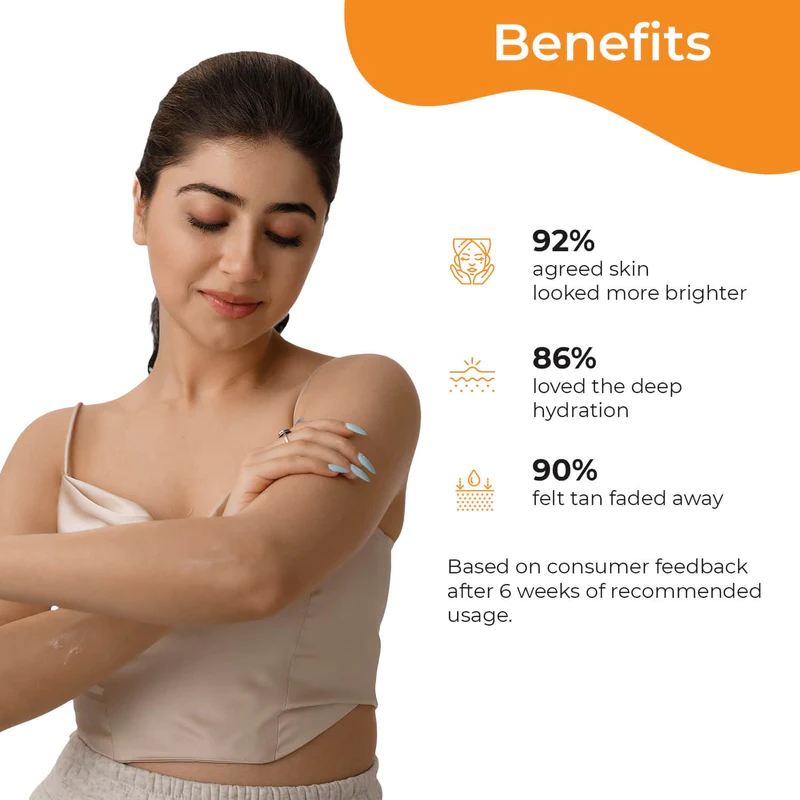 Benefits
92%
agreed skin
looked more brighter
86%
loved the deep
hydration
90%
felt tan faded away
Based on consumer feedback
after 6 weeks of recommended
usage.